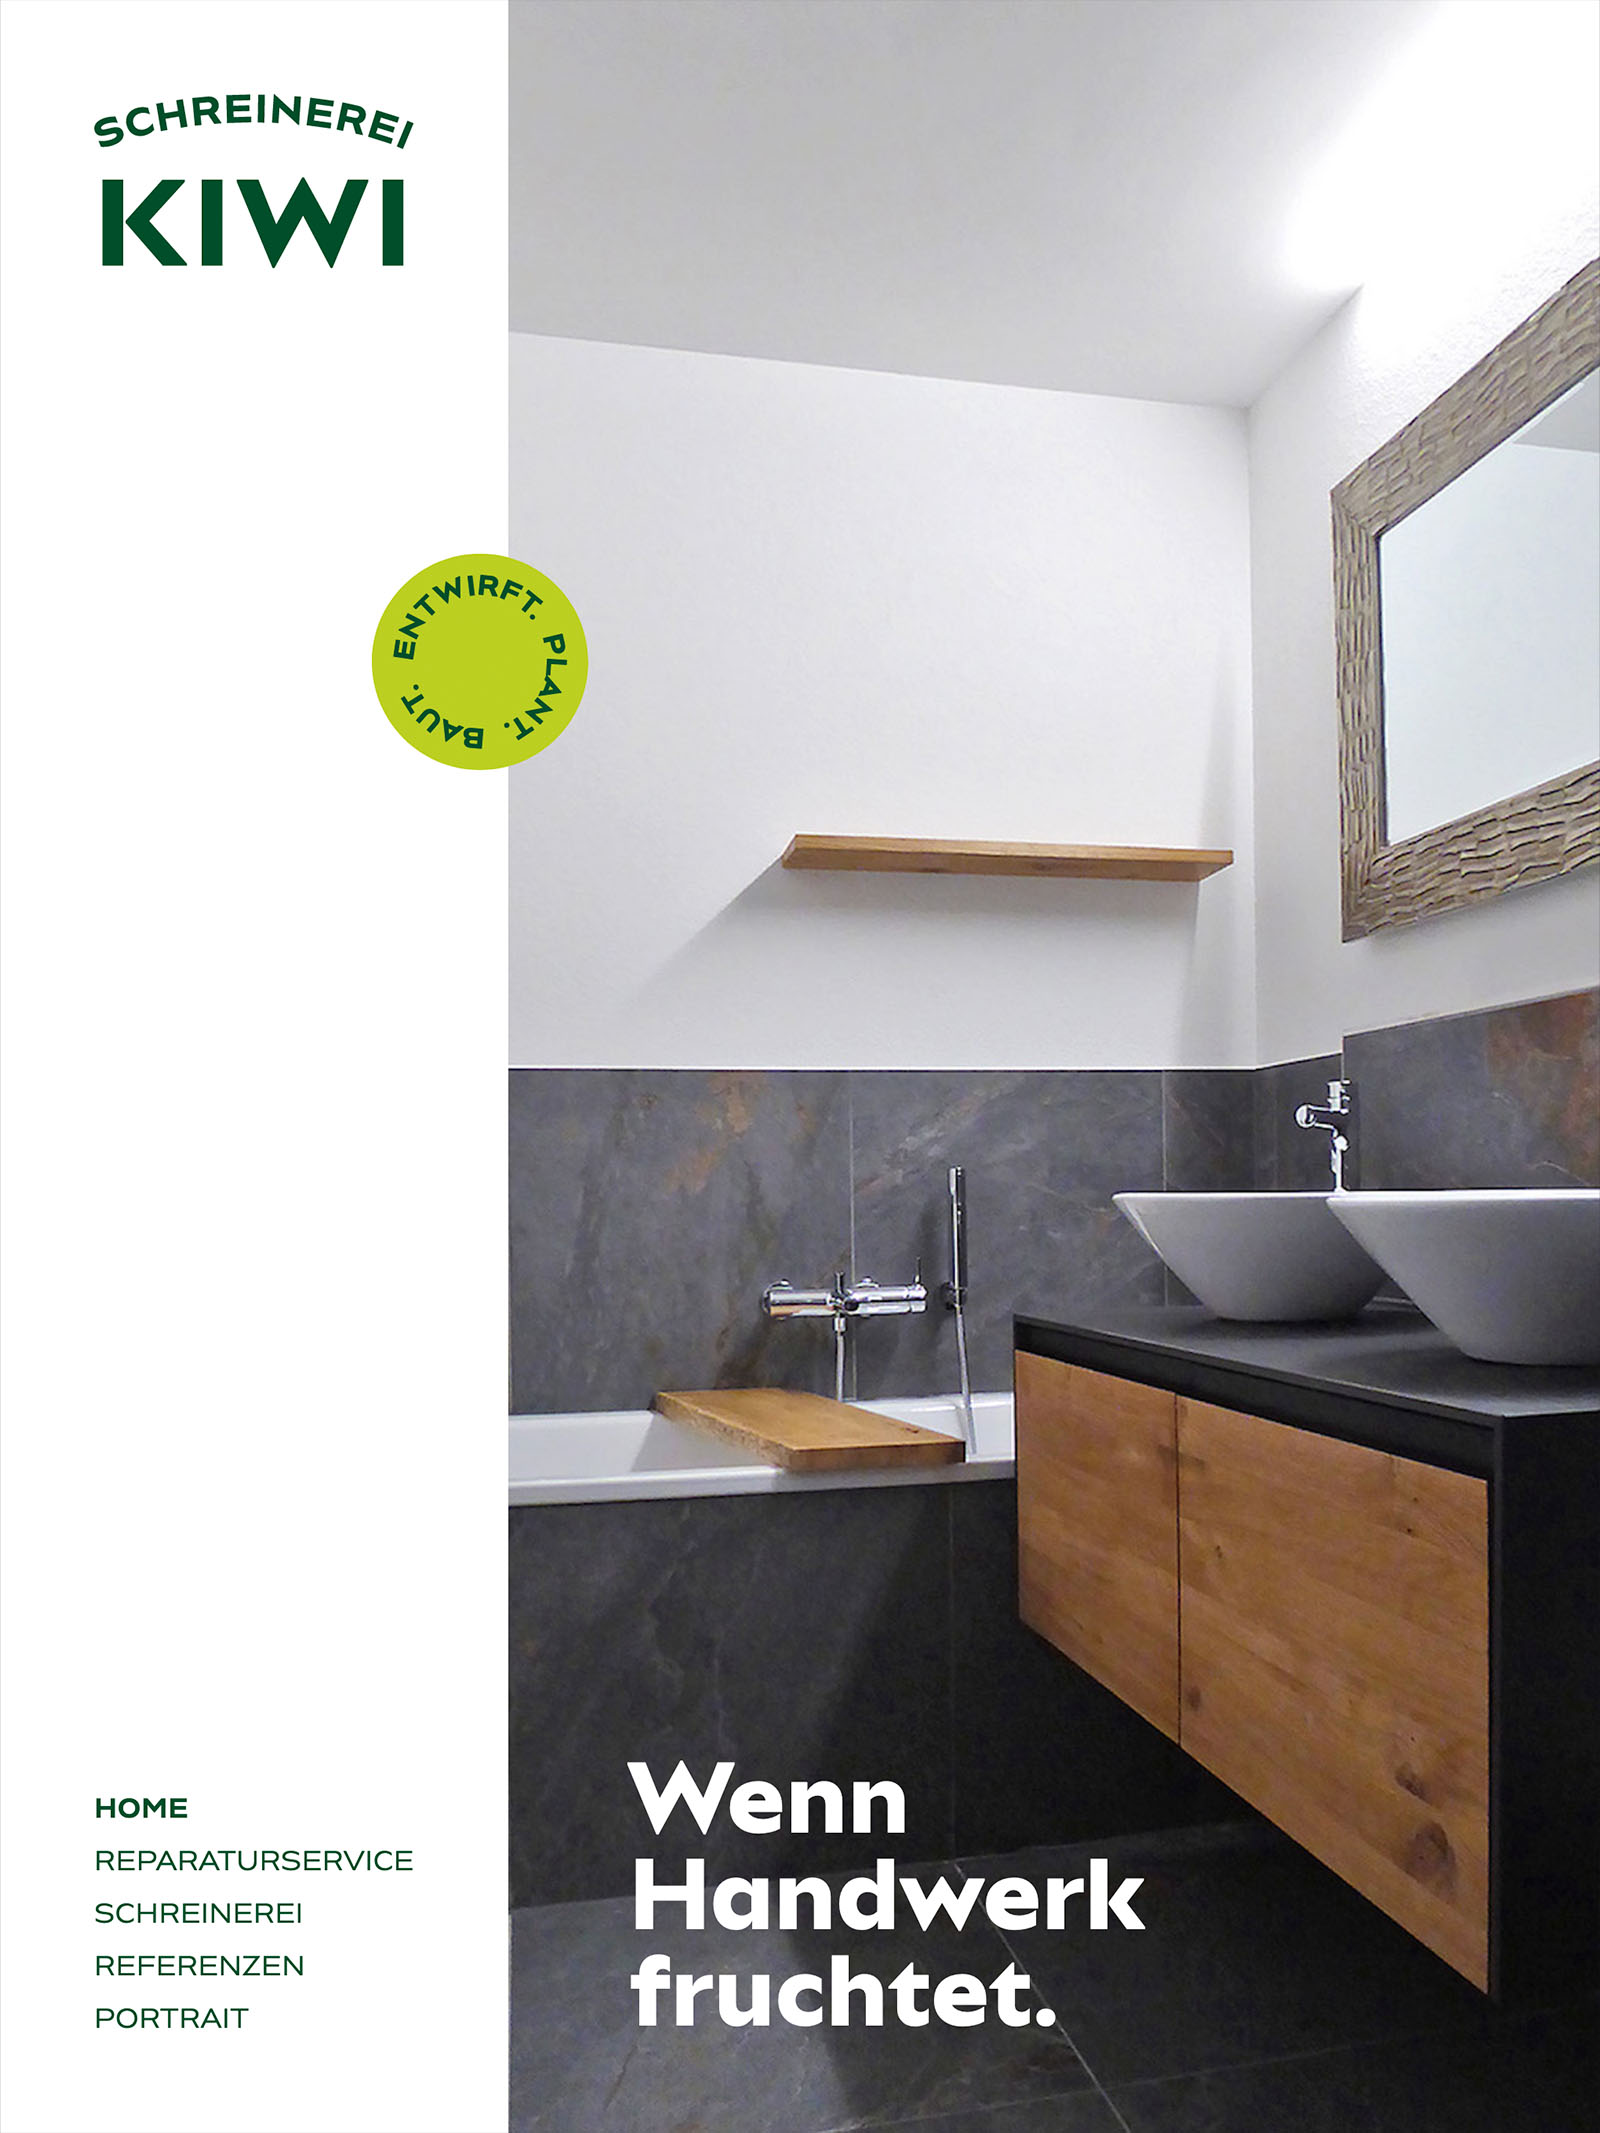 SCHREINEREI
KIWI
ENTWIRFT. PLANT. BAUT.
HOME
REPARATURSERVICE
SCHREINEREI
REFERENZEN
PORTRAIT
Wenn
Handwerk
fruchtet.